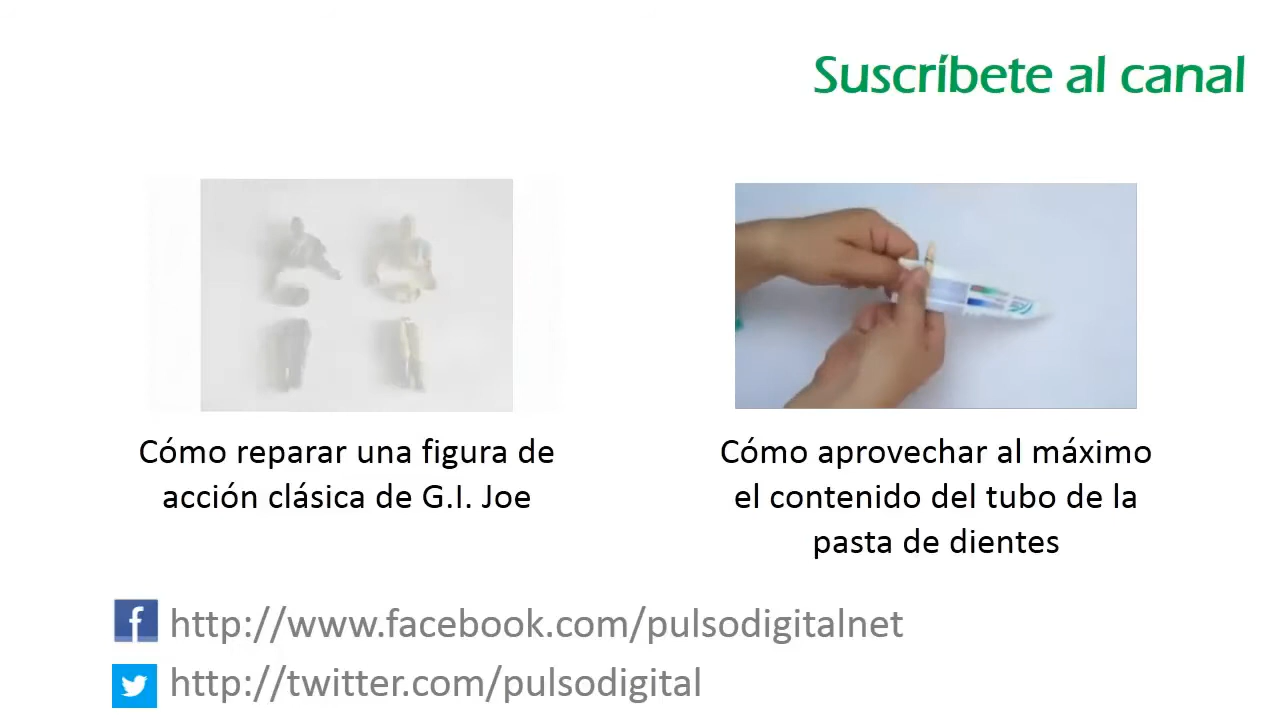 Suscríbete al canal
Cómo reparar una figura de
acción clásica de G.I. Joe
Cómo aprovechar al máximo
el contenido del tubo de la
pasta de dientes
http://www.facebook.com/pulsodigitalnet
http://twitter.com/pulsodigital